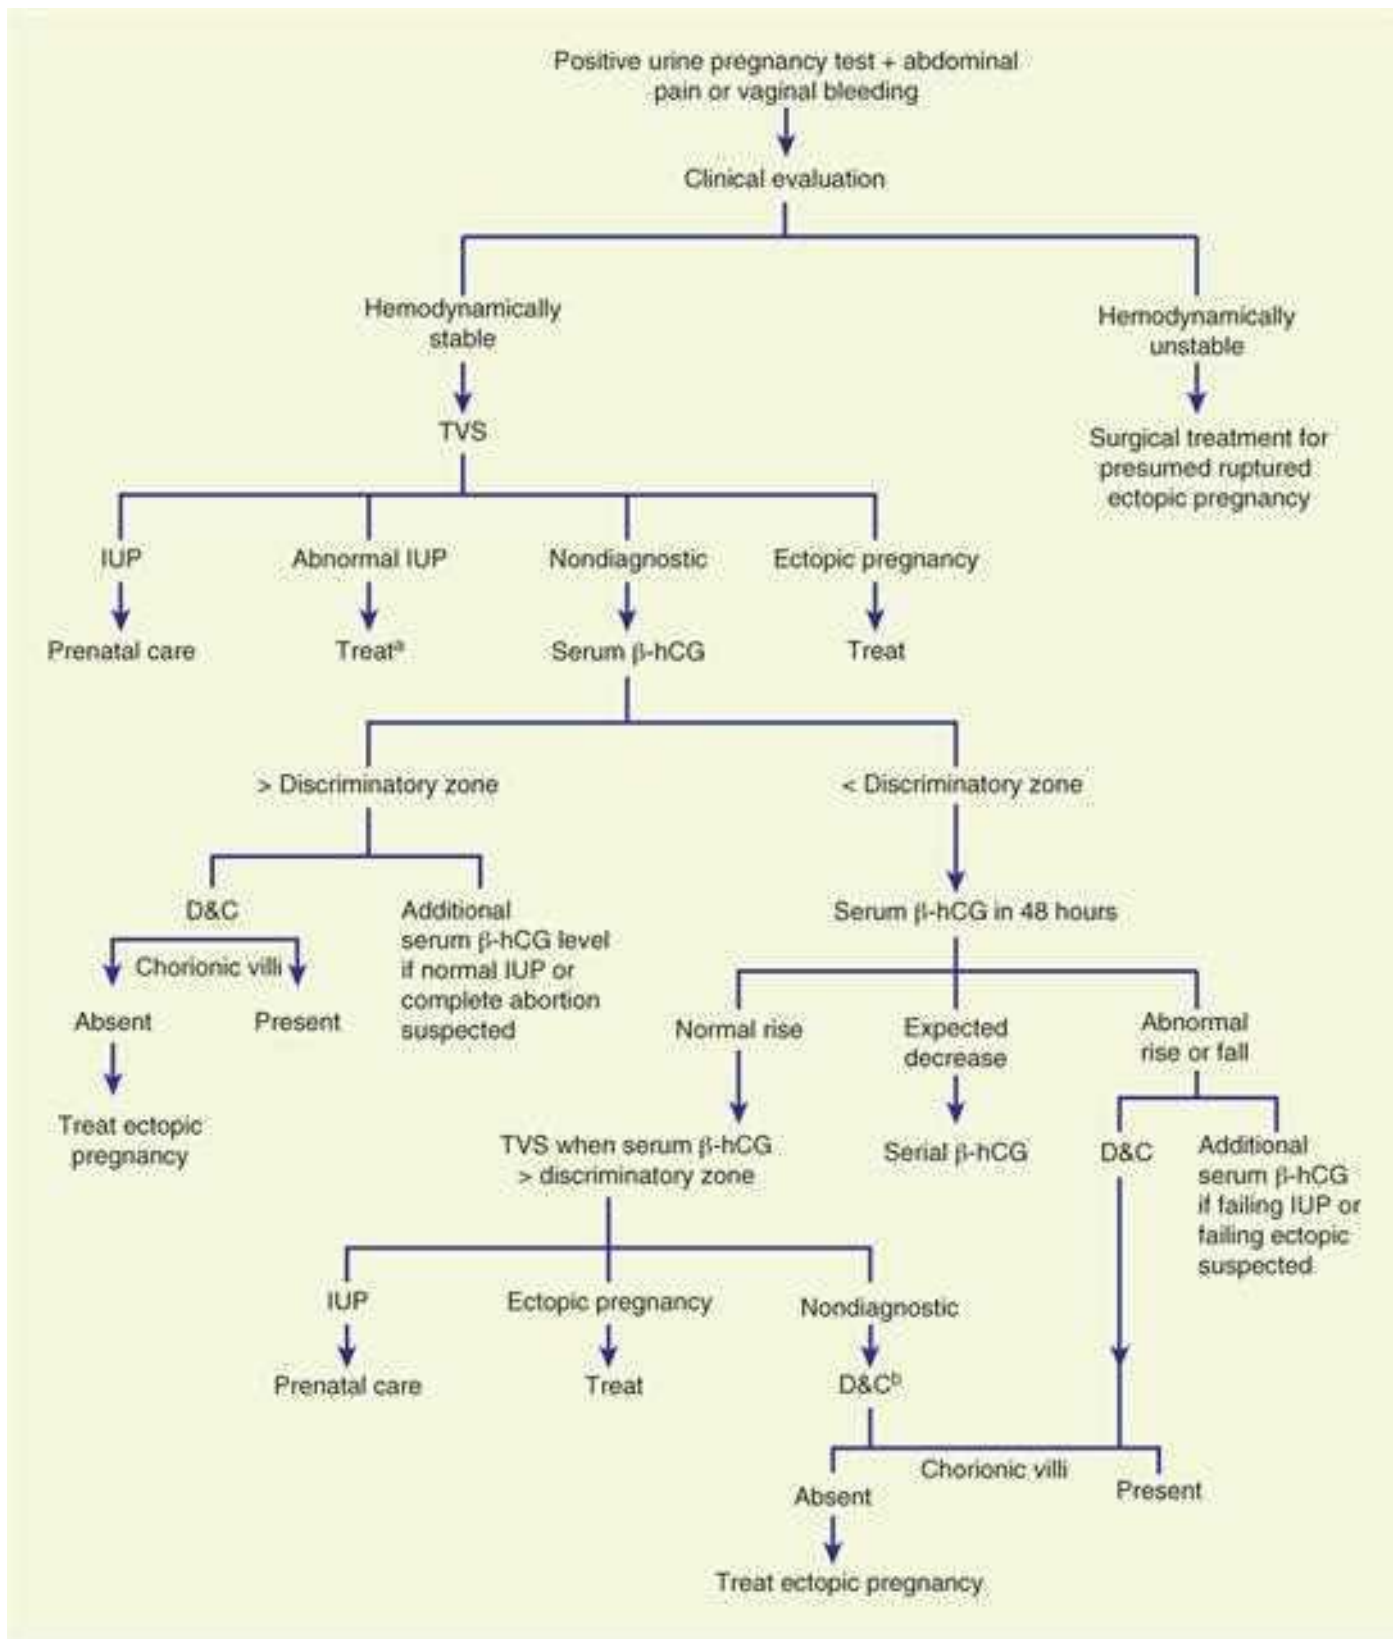 Positive urine pregnancy test + abdominal
pain or vaginal bleeding
Clinical evaluation
Hemodynamically
stable
Hemodynamically
unstable
TVS
Surgical treatment for
presumed ruptured
ectopic pregnancy
IUP
Abnormal IUP
Nondiagnostic
Ectopic pregnancy
Prenatal care
Treatᵃ
Serum β-hCG
Treat
> Discriminatory zone
< Discriminatory zone
D&C
Additional
serum β-hCG level
if normal IUP or
complete abortion
suspected
Serum β-hCG in 48 hours
Chorionic villi
Absent
Present
Normal rise
Expected
decrease
Abnormal
rise or fall
Treat ectopic
pregnancy
TVS when serum β-hCG
> discriminatory zone
Serial β-hCG
D&C
Additional
serum β-hCG
if failing IUP or
failing ectopic
suspected
IUP
Ectopic pregnancy
Nondiagnostic
Prenatal care
Treat
D&Cᵇ
Chorionic villi
Absent
Present
Treat ectopic pregnancy